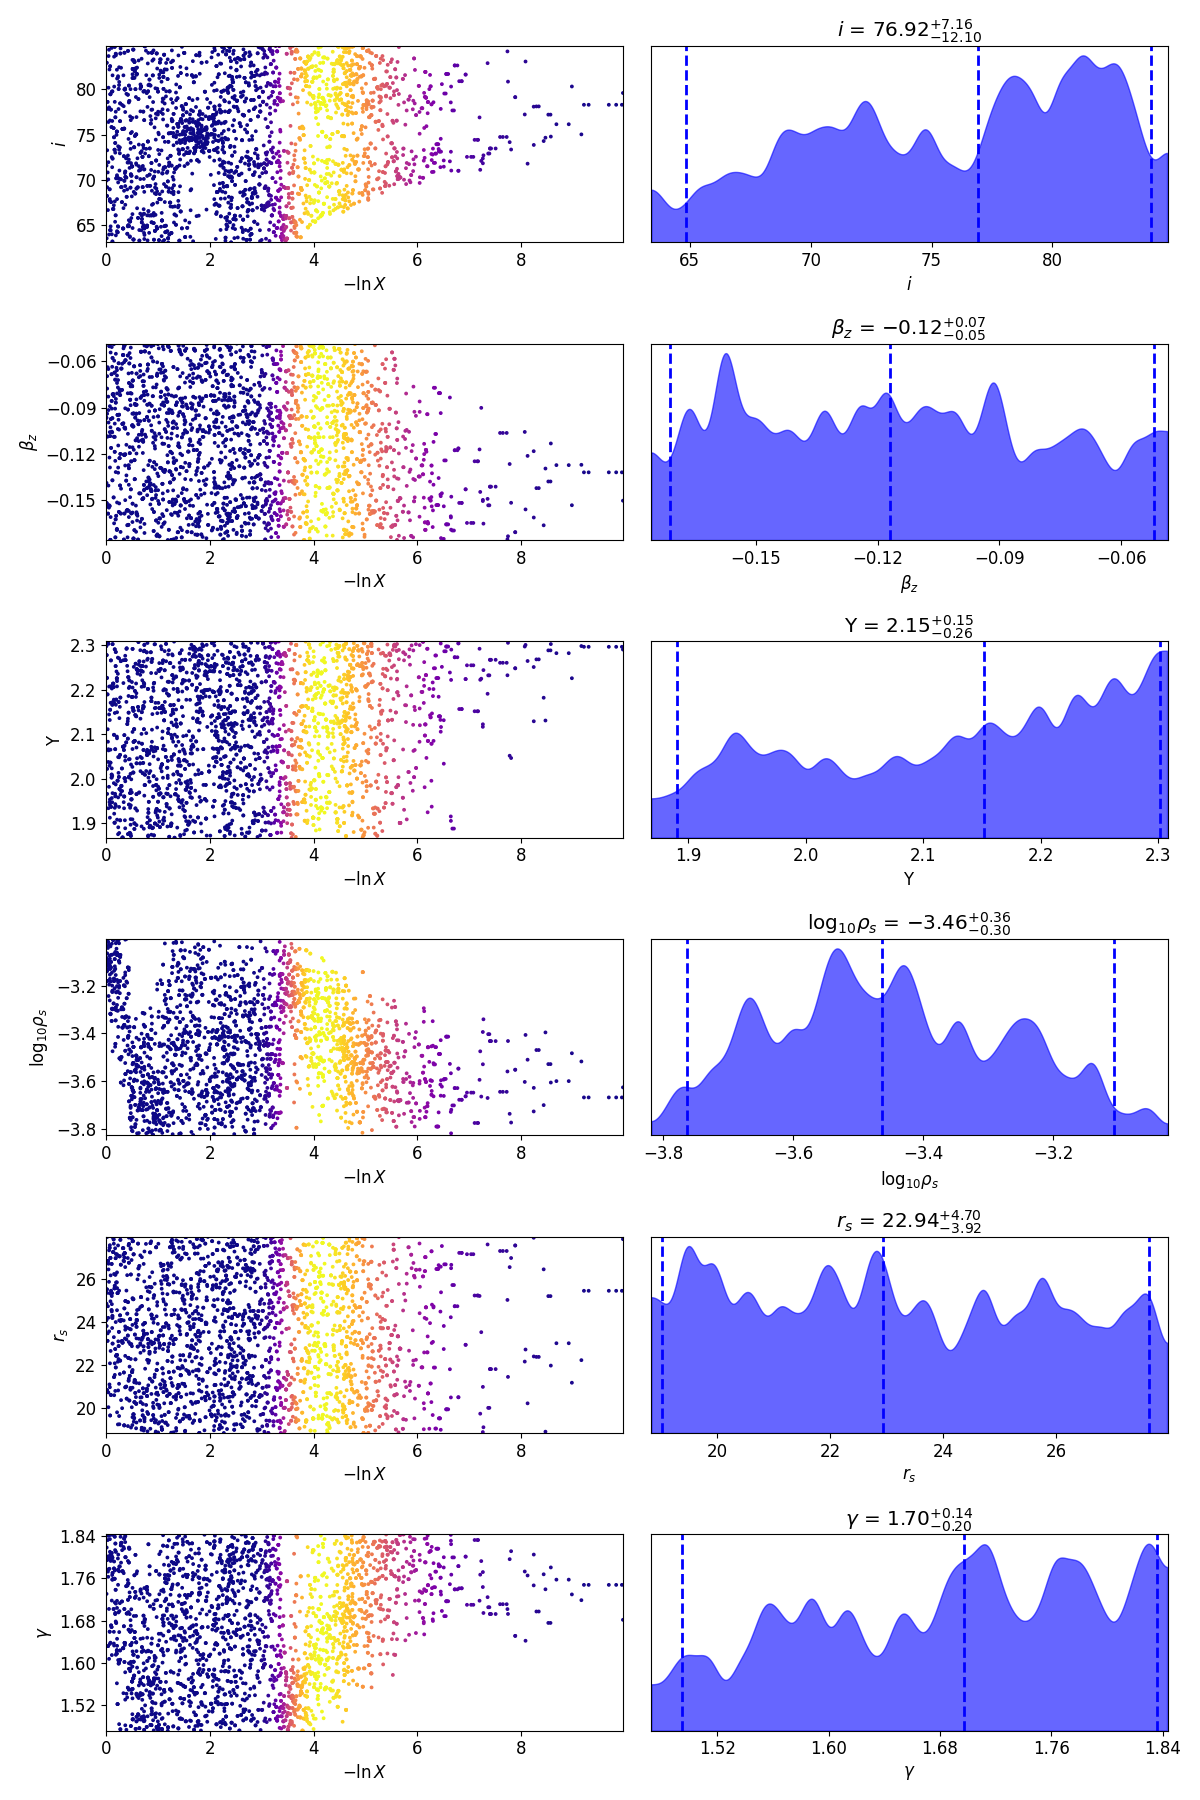 i = 76.92+7.16−12.10
80
75
70
65
i
0 2 4 6 8
−ln X
65 70 75 80
i
βz = −0.12+0.07−0.05
−0.06
−0.09
−0.12
−0.15
βz
0 2 4 6 8
−ln X
−0.15 −0.12 −0.09 −0.06
βz
Y = 2.15+0.15−0.26
2.3
2.2
2.1
2.0
1.9
Y
0 2 4 6 8
−ln X
1.9 2.0 2.1 2.2 2.3
Y
log10ρs = −3.46+0.36−0.30
−3.2
−3.4
−3.6
−3.8
log10ρs
0 2 4 6 8
−ln X
−3.8 −3.6 −3.4 −3.2
log10ρs
rs = 22.94+4.70−3.92
26
24
22
20
rs
0 2 4 6 8
−ln X
20 22 24 26
rs
γ = 1.70+0.14−0.20
1.84
1.76
1.68
1.60
1.52
γ
0 2 4 6 8
−ln X
1.52 1.60 1.68 1.76 1.84
γ